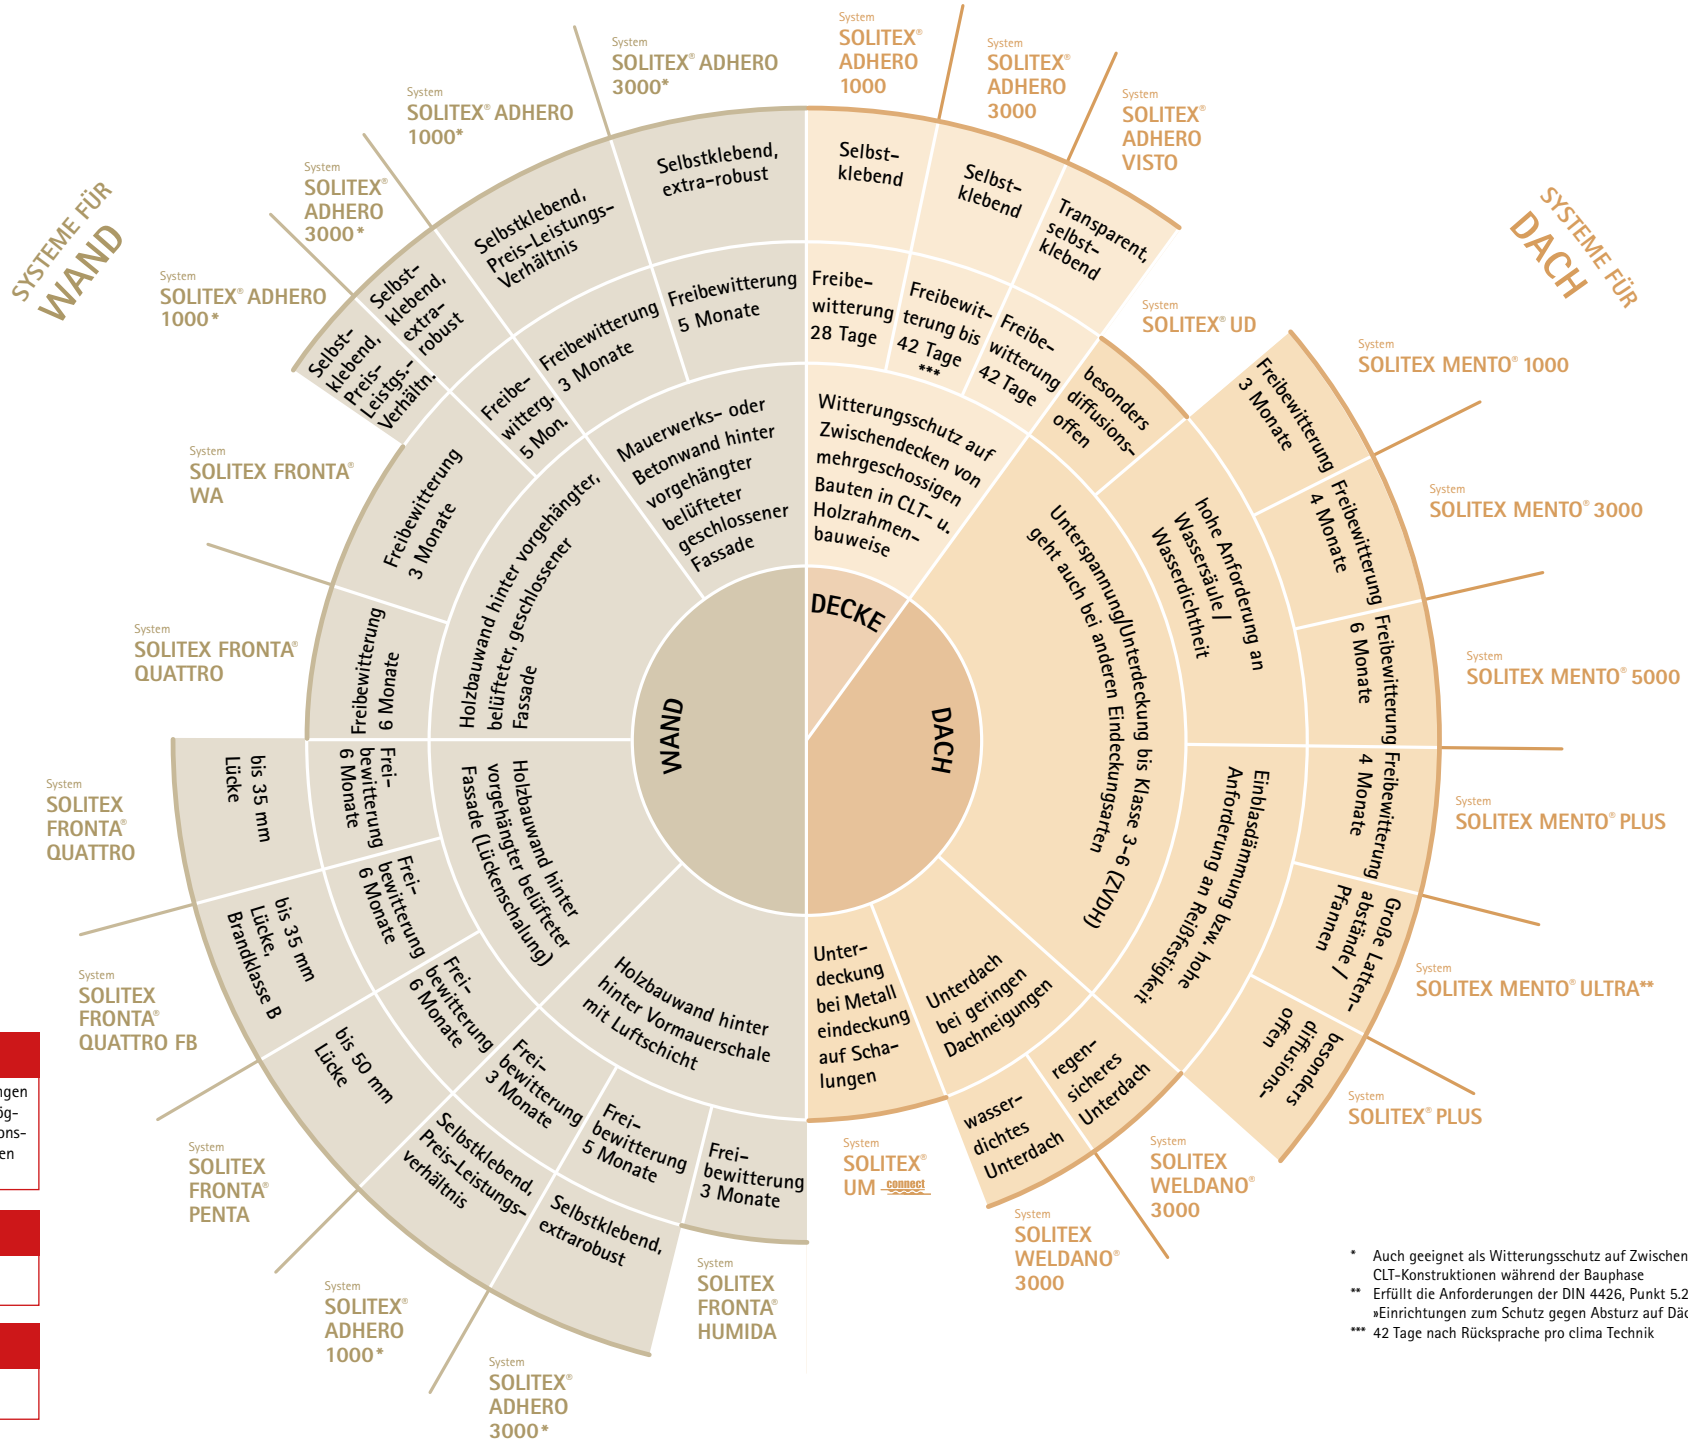 SYSTEME FÜR
WAND
SYSTEME FÜR
DACH
WAND
DECKE
DACH
System
SOLITEX® ADHERO
3000*
Selbstklebend,
extra-robust
Freibewitterung
5 Monate
System
SOLITEX® ADHERO
1000*
Selbstklebend,
Preis-Leistungs-
Verhältnis
Freibewitterung
3 Monate
Mauerwerks- oder
Betonwand hinter
vorgehängter
belüfteter
geschlossener
Fassade
System
SOLITEX®
ADHERO
3000*
Selbst-
klebend,
extra-
robust
Freibe-
witterg.
5 Mon.
System
SOLITEX® ADHERO
1000*
Selbst-
klebend,
Preis-
Leistgs.-
Verhältn.
System
SOLITEX FRONTA®
WA
Freibewitterung
3 Monate
System
SOLITEX FRONTA®
QUATTRO
Freibewitterung
6 Monate
Holzbauwand hinter vorgehängter,
belüfteter, geschlossener
Fassade
System
SOLITEX
FRONTA®
QUATTRO
bis 35 mm
Lücke
Frei-
bewitterung
6 Monate
System
SOLITEX
FRONTA®
QUATTRO FB
bis 35 mm
Lücke,
Brandklasse B
Frei-
bewitterung
6 Monate
System
SOLITEX
FRONTA®
PENTA
bis 50 mm
Lücke
Frei-
bewitterung
6 Monate
Holzbauwand hinter
vorgehängter belüfteter
Fassade (Lückenschalung)
System
SOLITEX®
ADHERO
1000*
Selbstklebend,
Preis-Leistungs-
verhältnis
Frei-
bewitterung
3 Monate
System
SOLITEX®
ADHERO
3000*
Selbstklebend,
extrarobust
Frei-
bewitterung
5 Monate
System
SOLITEX
FRONTA®
HUMIDA
Frei-
bewitterung
3 Monate
Holzbauwand hinter
hinter Vormauerschale
mit Luftschicht
System
SOLITEX®
ADHERO
1000
Selbst-
klebend
Freibe-
witterung
28 Tage
System
SOLITEX®
ADHERO
3000
Selbst-
klebend
Freibewit-
terung bis
42 Tage
***
System
SOLITEX®
ADHERO
VISTO
Transparent,
selbst-
klebend
Freibe-
witterung
42 Tage
Witterungsschutz auf
Zwischendecken von
mehrgeschossigen
Bauten in CLT- u.
Holzrahmen-
bauweise
System
SOLITEX® UD
besonders
diffusions-
offen
System
SOLITEX MENTO® 1000
Freibewitterung
3 Monate
System
SOLITEX MENTO® 3000
Freibewitterung
4 Monate
System
SOLITEX MENTO® 5000
Freibewitterung
6 Monate
hohe Anforderung an
Wassersäule /
Wasserdichtheit
System
SOLITEX MENTO® PLUS
Freibewitterung
4 Monate
System
SOLITEX MENTO® ULTRA**
Große Latten-
abstände /
Pfannen
System
SOLITEX® PLUS
besonders
diffusions-
offen
Einblasdämmung bzw. hohe
Anforderung an Reißfestigkeit
Unterspannung/Unterdeckung bis Klasse 3-6 (ZVDH)
geht auch bei anderen Eindeckungsarten
System
SOLITEX
WELDANO®
3000
regen-
sicheres
Unterdach
System
SOLITEX
WELDANO®
3000
wasser-
dichtes
Unterdach
Unterdach
bei geringen
Dachneigungen
System
SOLITEX®
UM connect
Unter-
deckung
bei Metall
eindeckung
auf Scha-
lungen
* Auch geeignet als Witterungsschutz auf Zwischen
CLT-Konstruktionen während der Bauphase
** Erfüllt die Anforderungen der DIN 4426, Punkt 5.2
»Einrichtungen zum Schutz gegen Absturz auf Däc
*** 42 Tage nach Rücksprache pro clima Technik
ngen
ög-
ons-
en